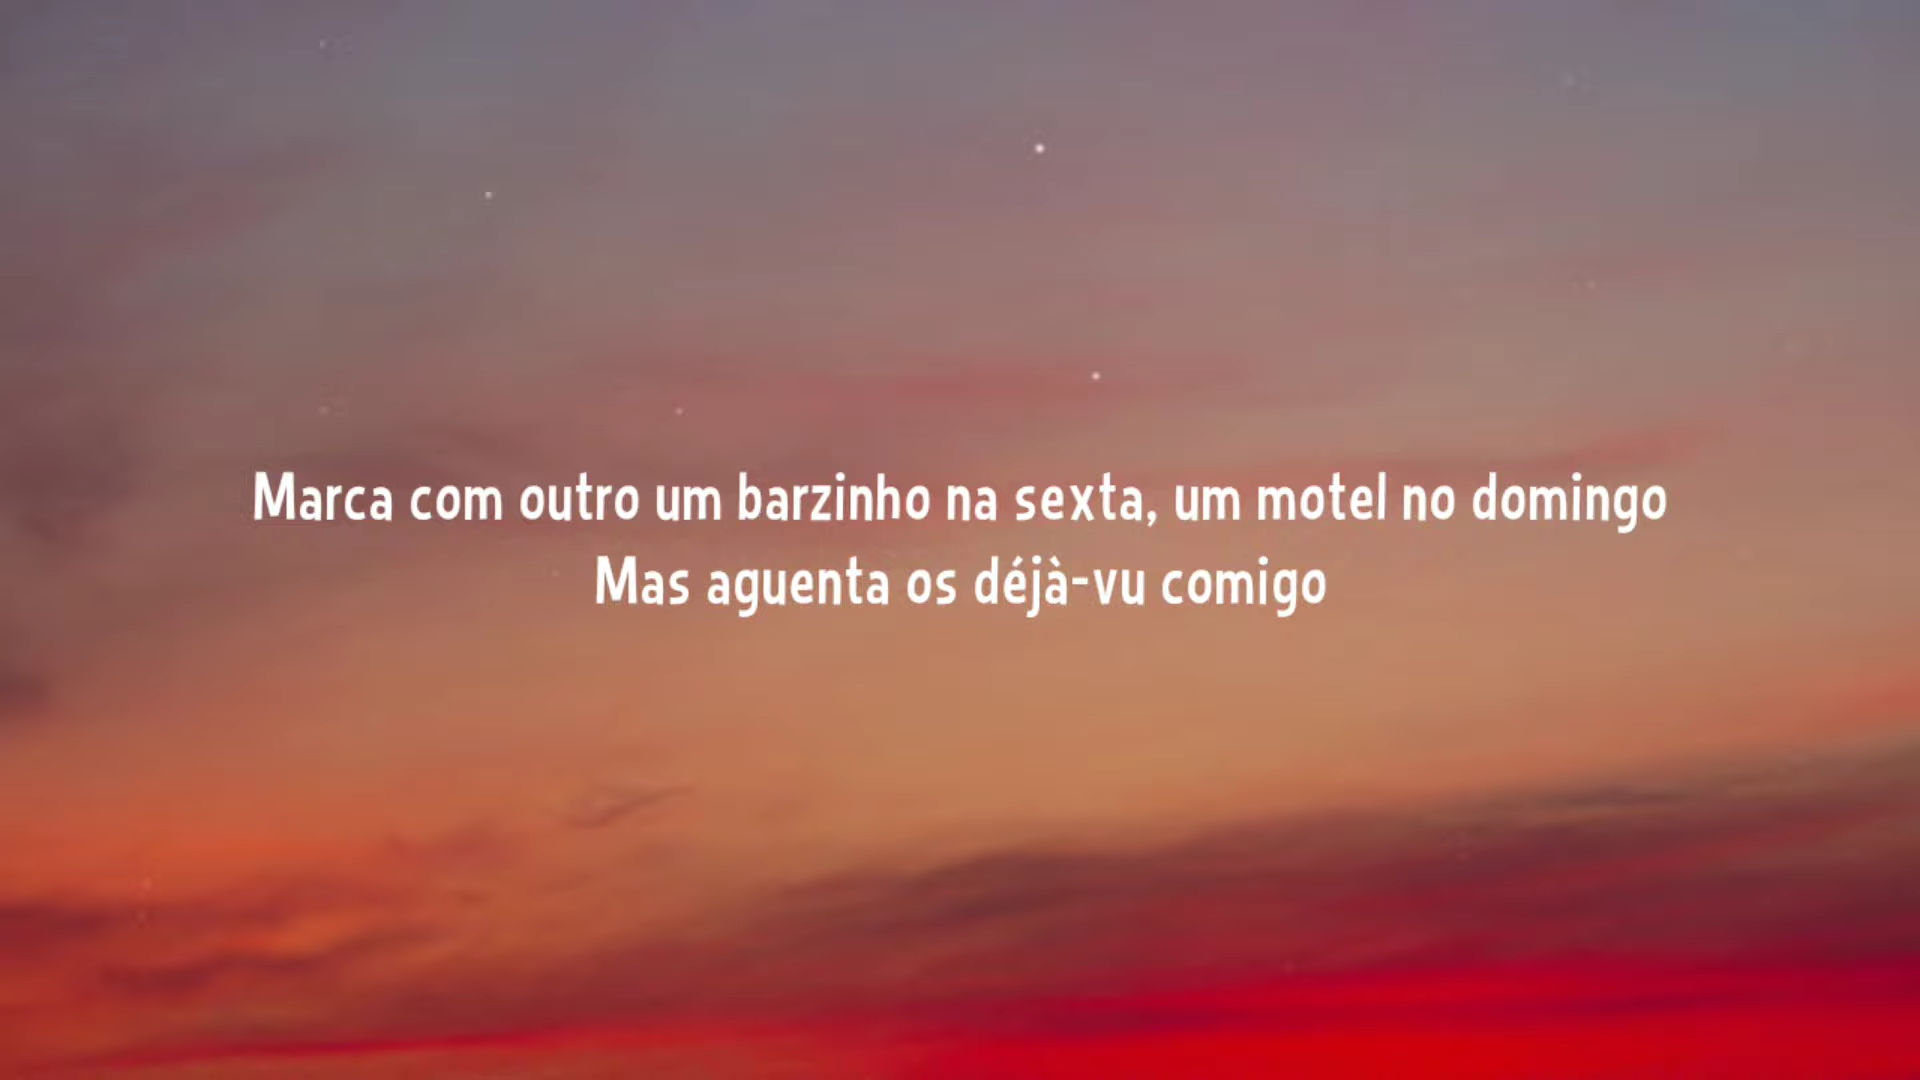 Marca com outro um barzinho na sexta, um motel no domingo
Mas aguenta os déjà-vu comigo